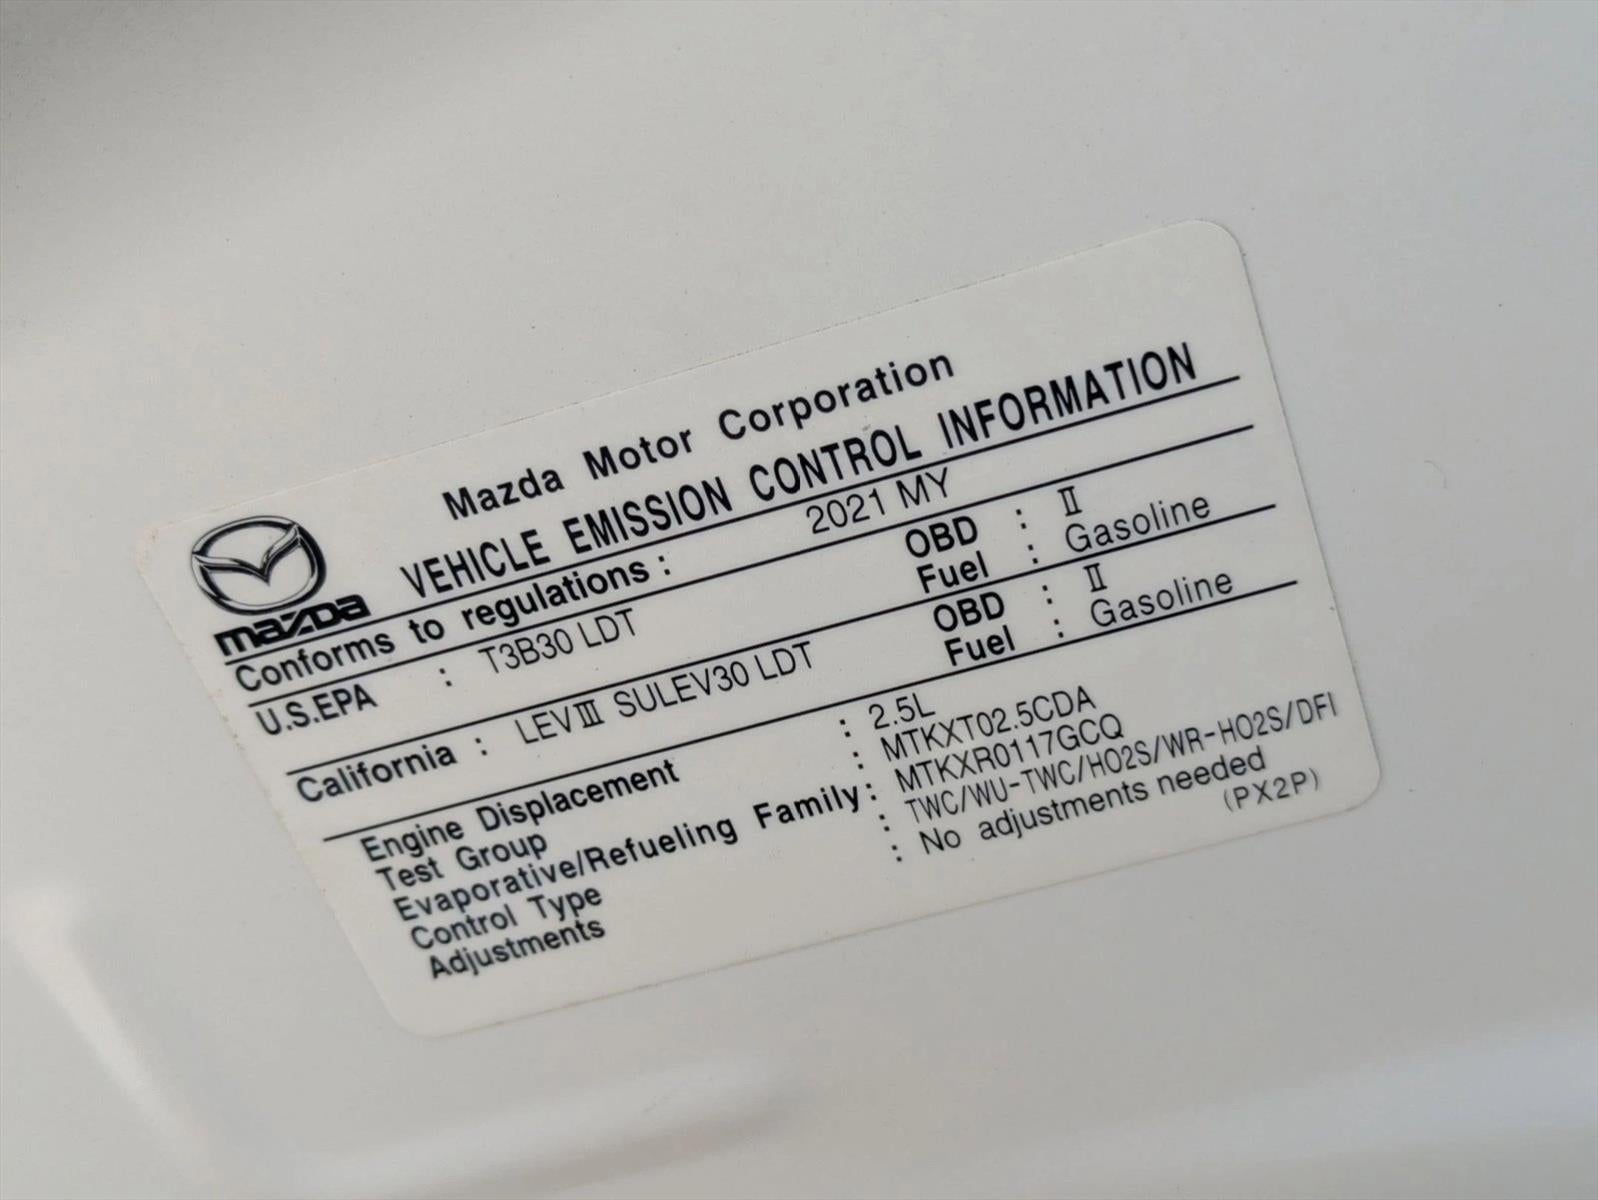 Mazda Motor Corporation
mazda
VEHICLE EMISSION CONTROL INFORMATION
Conforms to regulations : 2021 MY
U.S.EPA : T3B30 LDT OBD : Ⅱ
Fuel : Gasoline
California : LEVⅢ SULEV30 LDT OBD : Ⅱ
Fuel : Gasoline
Engine Displacement : 2.5L
Test Group : MTKXT02.5CDA
Evaporative/Refueling Family : MTKXR0117GCQ
Control Type : TWC/WU-TWC/HO2S/WR-HO2S/DFI
Adjustments : No adjustments needed
(PX2P)